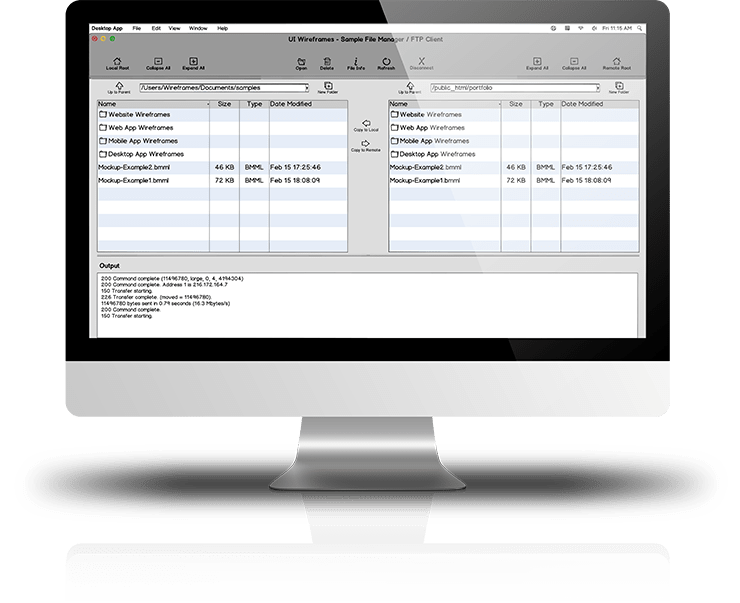 Desktop App File Edit View Window Help Fri 11:15 AM
UI Wireframes - Sample File Manager / FTP Client
Local Root Collapse All Expand All Open Delete File Info Refresh Disconnect Expand All Collapse All Remote Root
Up to Parent /Users/Wireframes/Documents/samples New Folder Up to Parent /public_html/portfolio New Folder
Name Size Type Date Modified
Website Wireframes
Web App Wireframes
Mobile App Wireframes
Desktop App Wireframes
Mockup-Example2.bmml 46 KB BMML Feb 15 17:25:46
Mockup-Example1.bmml 72 KB BMML Feb 15 18:08:09
Copy to Local
Copy to Remote
Name Size Type Date Modified
Website Wireframes
Web App Wireframes
Mobile App Wireframes
Desktop App Wireframes
Mockup-Example2.bmml 46 KB BMML Feb 15 17:25:46
Mockup-Example1.bmml 72 KB BMML Feb 15 18:08:09
Output
200 Command complete (11496780, large, 0, 4, 4194304)
200 Command complete. Address 1 is 216.172.164.7
150 Transfer starting.
226 Transfer complete. (moved = 11496780).
11496780 bytes sent in 0.79 seconds (16.3 Mbytes/s)
200 Command complete.
150 Transfer starting.